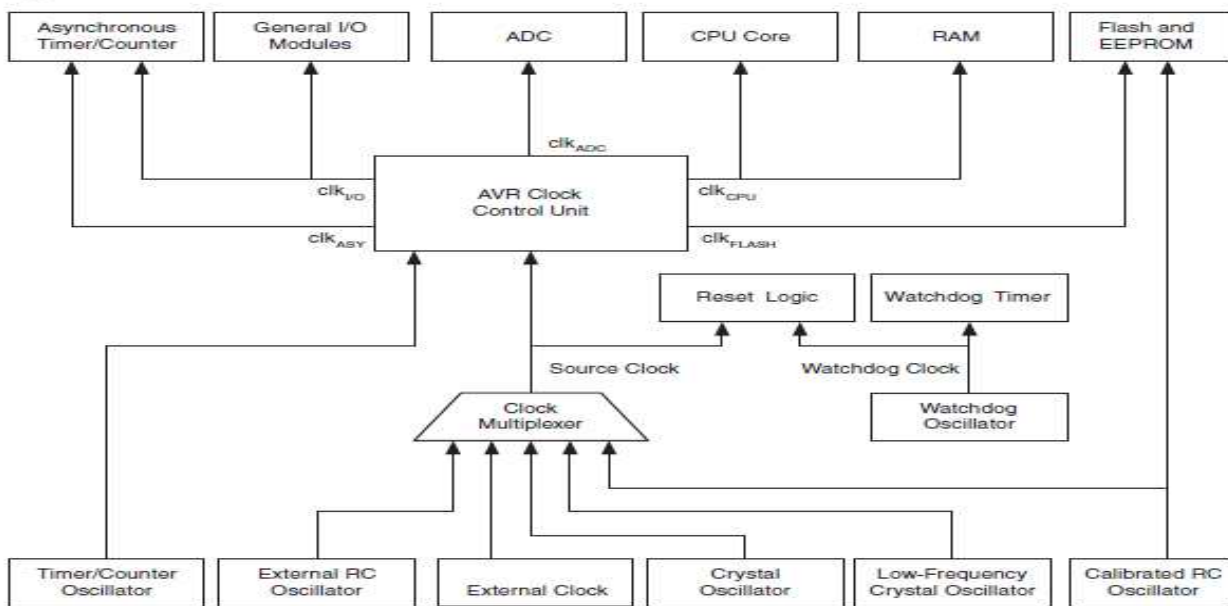 Asynchronous
Timer/Counter
General I/O
Modules
ADC
CPU Core
RAM
Flash and
EEPROM
clkADC
clkI/O
AVR Clock
Control Unit
clkCPU
clkASY
clkFLASH
Reset Logic
Watchdog Timer
Source Clock
Watchdog Clock
Clock
Multiplexer
Watchdog
Oscillator
Timer/Counter
Oscillator
External RC
Oscillator
External Clock
Crystal
Oscillator
Low-Frequency
Crystal Oscillator
Calibrated RC
Oscillator